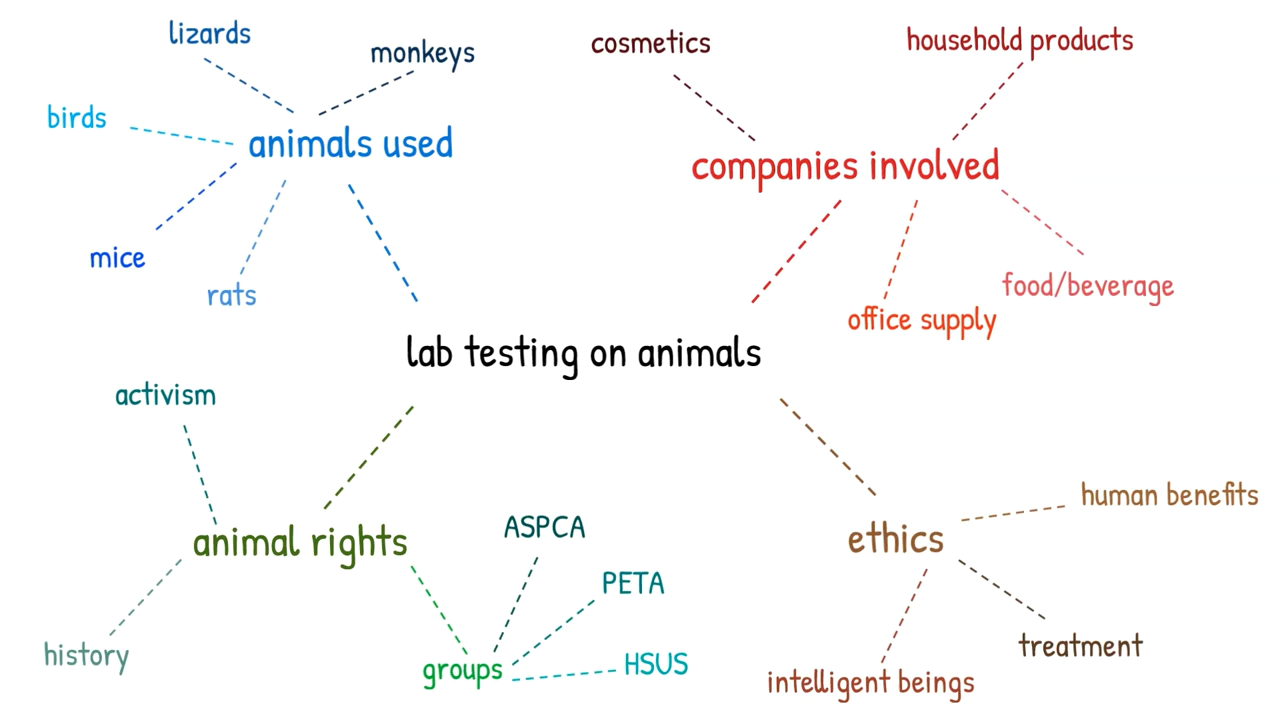 lizards
monkeys
birds
animals used
mice
rats
cosmetics
household products
companies involved
food/beverage
office supply
lab testing on animals
activism
animal rights
history
groups
ASPCA
PETA
HSUS
ethics
human benefits
treatment
intelligent beings